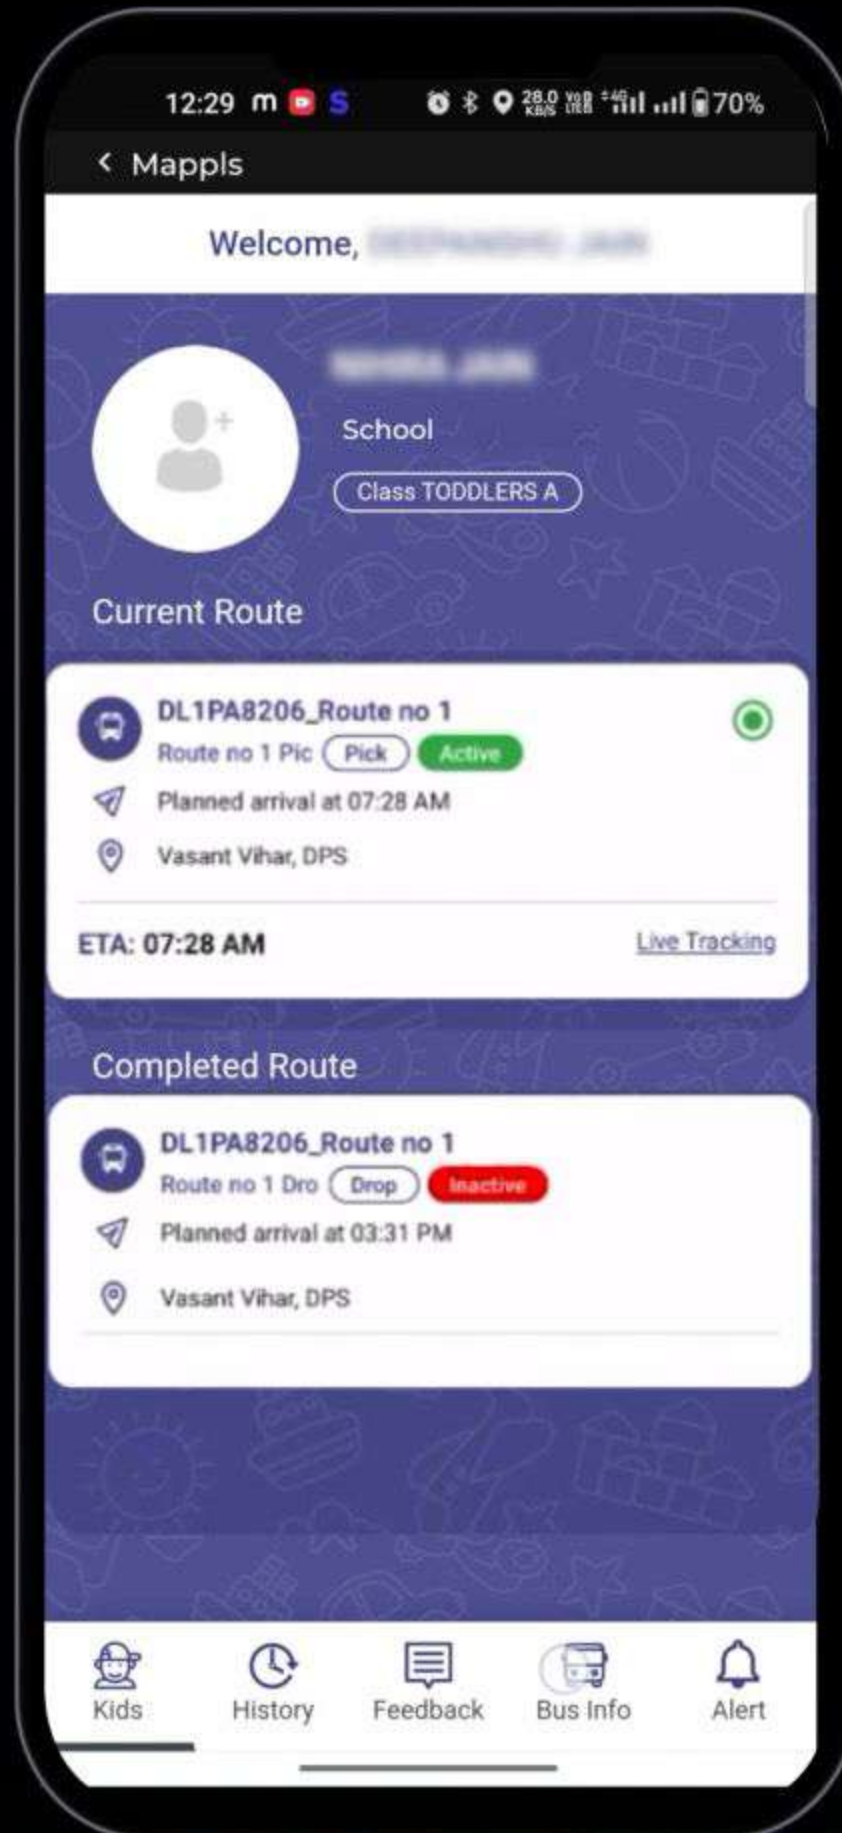 12:29 m S 28.0 KB/S Vo LTE 4G 70%
< Mappls
Welcome,
School
Class TODDLERS A
Current Route
DL1PA8206_Route no 1
Route no 1 Pic Pick Active
Planned arrival at 07:28 AM
Vasant Vihar, DPS
ETA: 07:28 AM Live Tracking
Completed Route
DL1PA8206_Route no 1
Route no 1 Dro Drop Inactive
Planned arrival at 03:31 PM
Vasant Vihar, DPS
Kids History Feedback Bus Info Alert